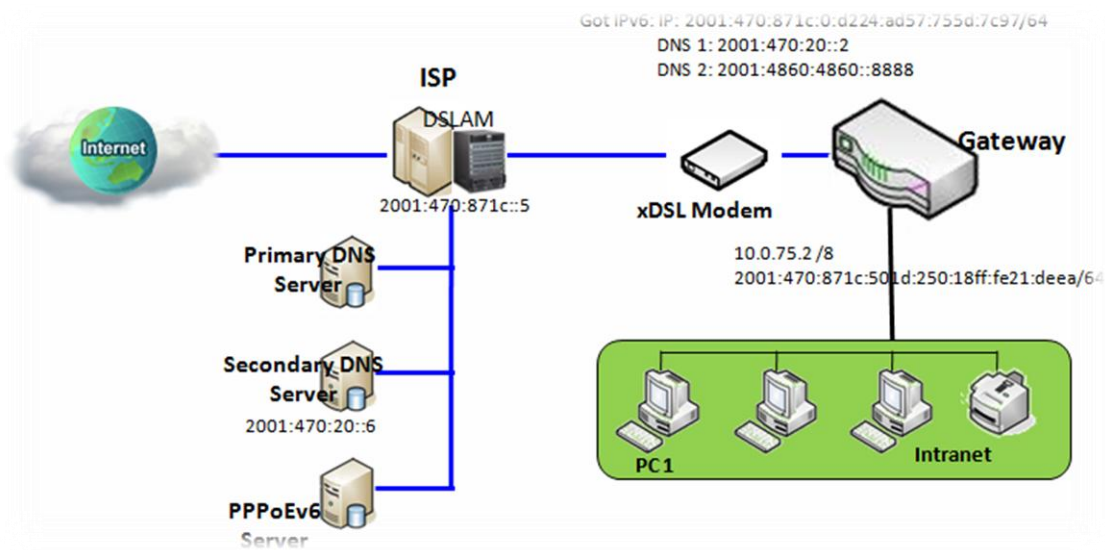 Got IPv6: IP: 2001:470:871c:0:d224:ad57:755d:7c97/64
DNS 1: 2001:470:20::2
DNS 2: 2001:4860:4860::8888
ISP
DSLAM
Internet
Gateway
2001:470:871c::5
xDSL Modem
Primary DNS
Server
10.0.75.2 /8
2001:470:871c:501d:250:18ff:fe21:deea/64
Secondary DNS
Server
2001:470:20::6
PC1
Intranet
PPPoEv6
Server